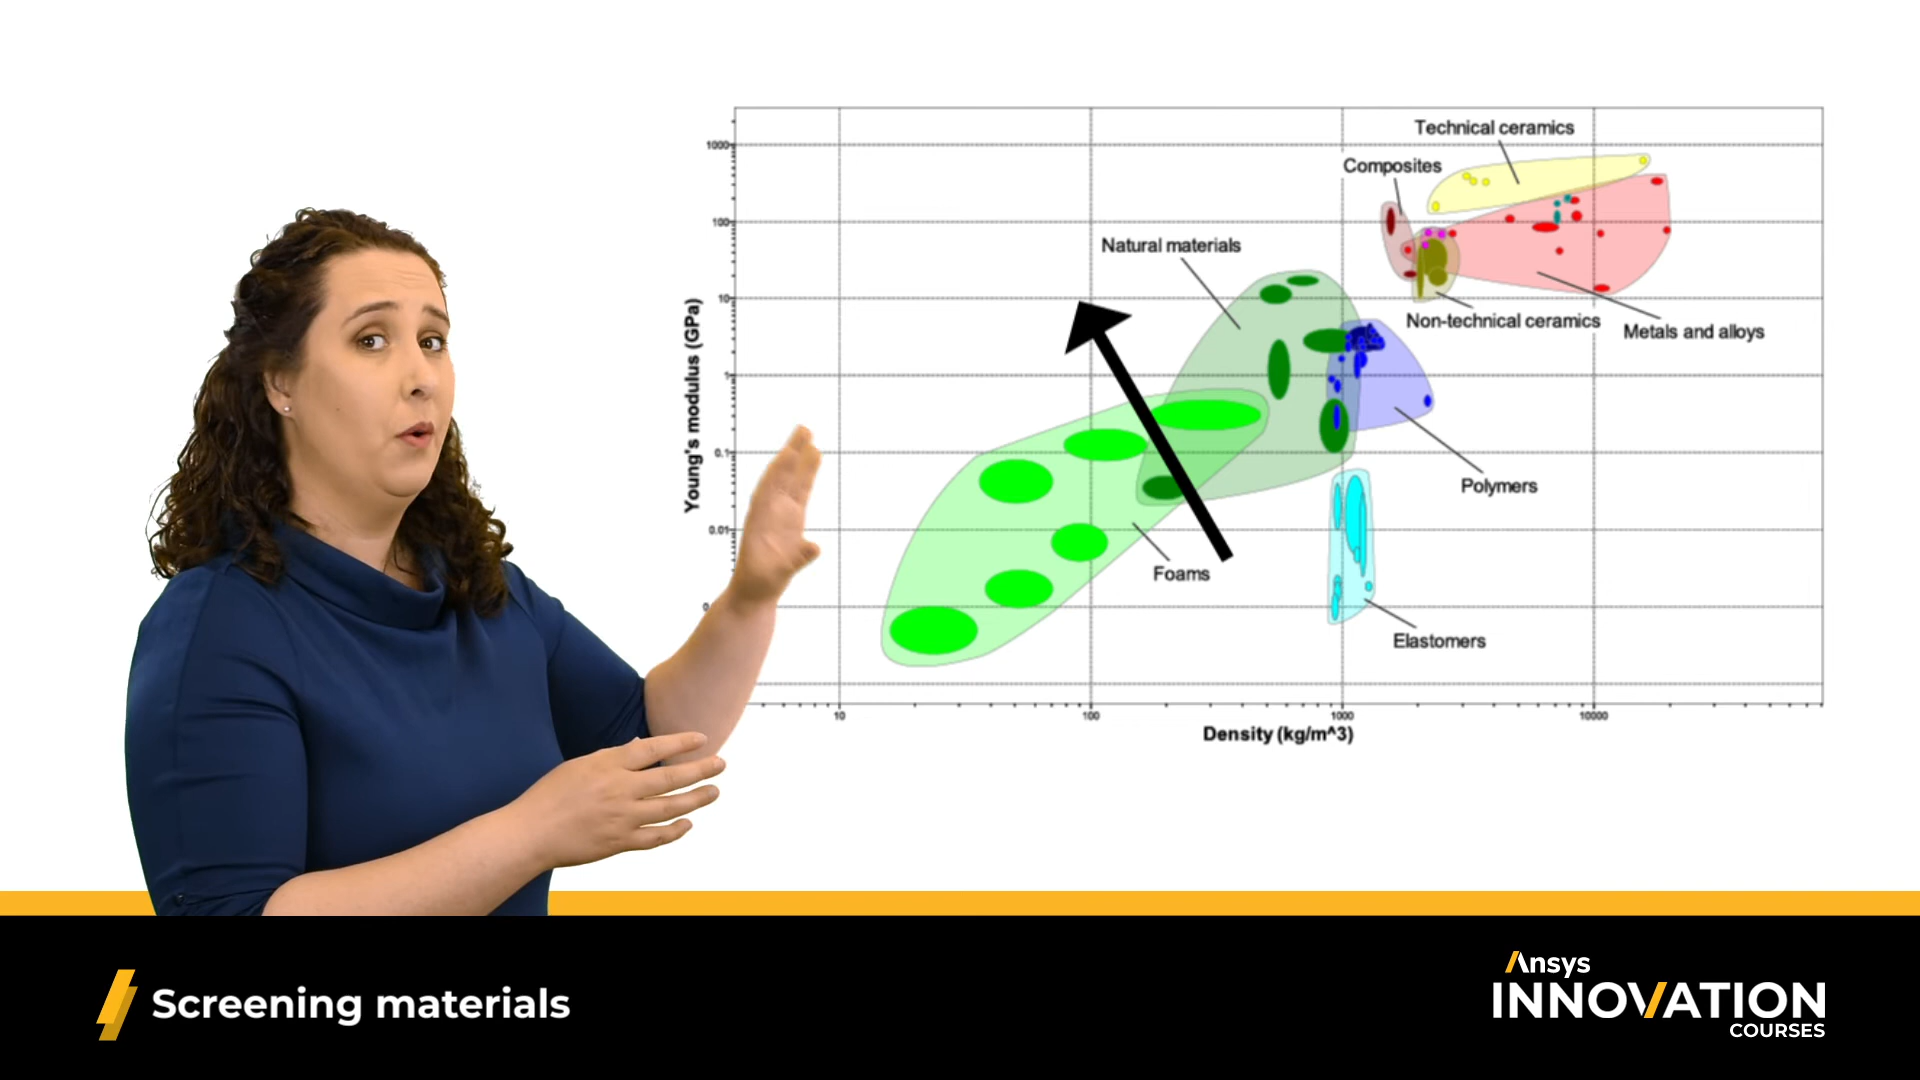 Technical ceramics
Composites
Natural materials
Non-technical ceramics
Metals and alloys
Polymers
Foams
Elastomers
Young's modulus (GPa)
1000
100
10
1
0.1
0.01
0
10
100
1000
10000
Density (kg/m^3)
Screening materials
Ansys
INNOVATION
COURSES